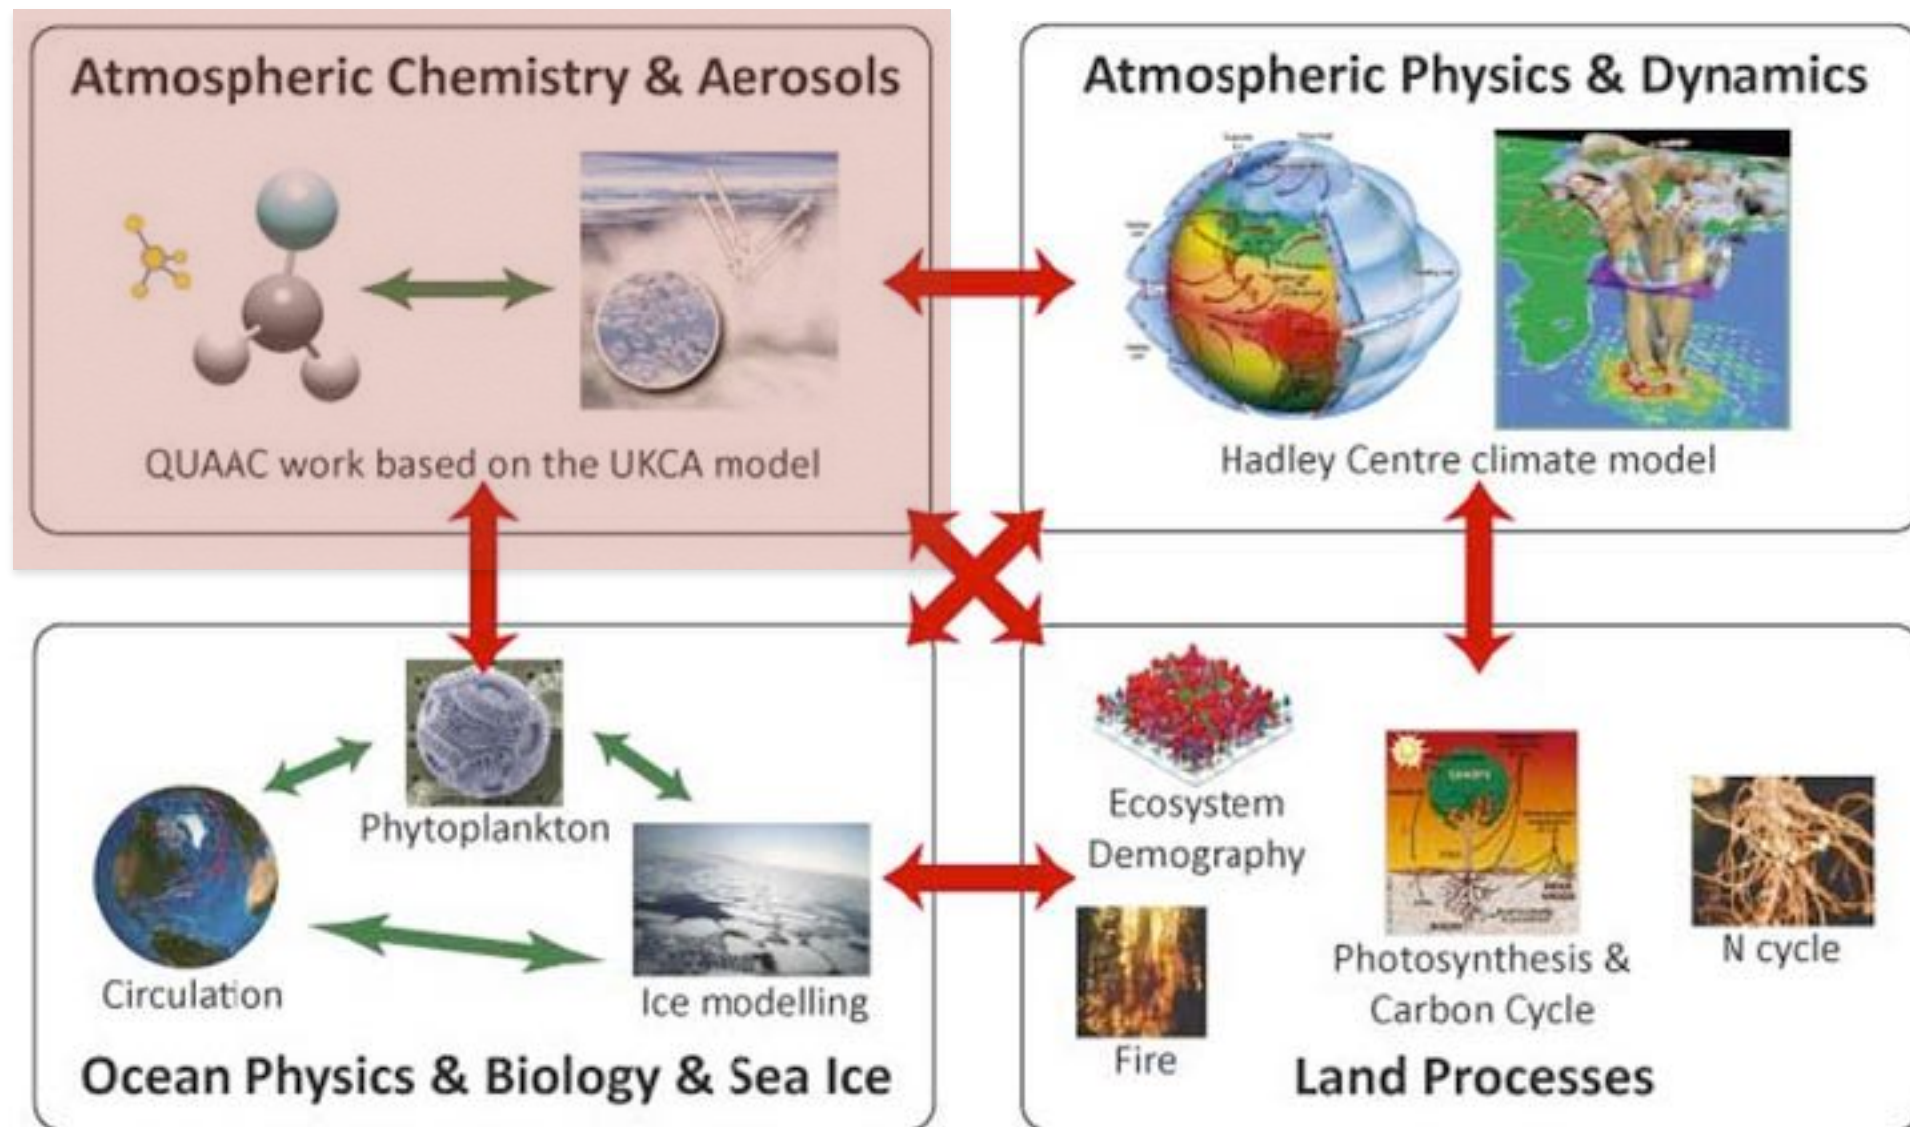 Atmospheric Chemistry & Aerosols
QUAAC work based on the UKCA model
Atmospheric Physics & Dynamics
Hadley Centre climate model
Phytoplankton
Circulation
Ice modelling
Ocean Physics & Biology & Sea Ice
Ecosystem
Demography
Fire
Photosynthesis &
Carbon Cycle
N cycle
Land Processes